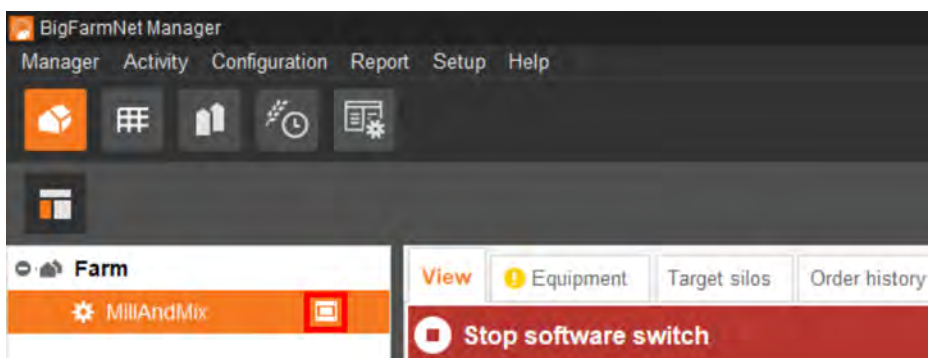 BigFarmNet Manager
Manager Activity Configuration Report Setup Help
Farm
MillAndMix
View Equipment Target silos Order history
Stop software switch